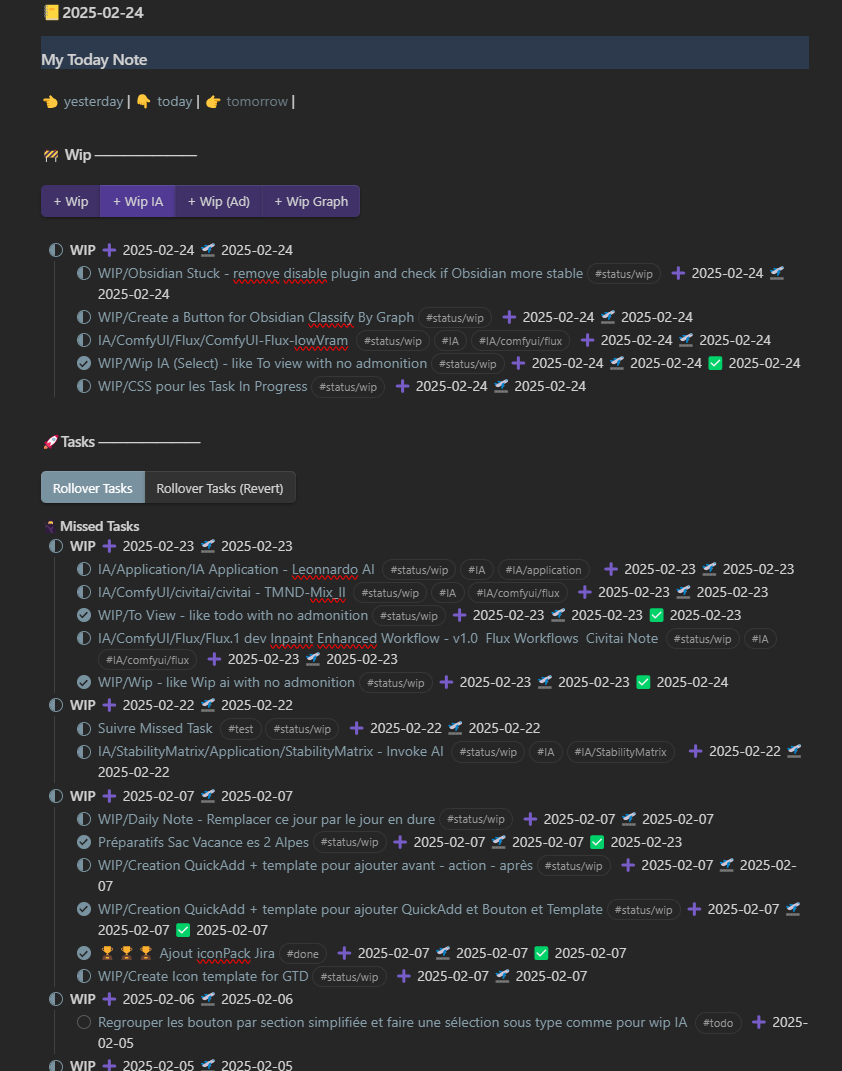 📒 2025-02-24
My Today Note
👈 yesterday | 👇 today | 👉 tomorrow |
🚧 Wip ——————
+ Wip + Wip IA + Wip (Ad) + Wip Graph
WIP ➕ 2025-02-24 🛫 2025-02-24
WIP/Obsidian Stuck - remove disable plugin and check if Obsidian more stable #status/wip ➕ 2025-02-24 🛫
2025-02-24
WIP/Create a Button for Obsidian Classify By Graph #status/wip ➕ 2025-02-24 🛫 2025-02-24
IA/ComfyUI/Flux/ComfyUI-Flux-lowVram #status/wip #IA #IA/comfyui/flux ➕ 2025-02-24 🛫 2025-02-24
WIP/Wip IA (Select) - like To view with no admonition #status/wip ➕ 2025-02-24 🛫 2025-02-24 ✅ 2025-02-24
WIP/CSS pour les Task In Progress #status/wip ➕ 2025-02-24 🛫 2025-02-24
🚀 Tasks ——————
Rollover Tasks Rollover Tasks (Revert)
Missed Tasks
WIP ➕ 2025-02-23 🛫 2025-02-23
IA/Application/IA Application - Leonnardo AI #status/wip #IA #IA/application ➕ 2025-02-23 🛫 2025-02-23
IA/ComfyUI/civitai/civitai - TMND-Mix_II #status/wip #IA #IA/comfyui/flux ➕ 2025-02-23 🛫 2025-02-23
WIP/To View - like todo with no admonition #status/wip ➕ 2025-02-23 🛫 2025-02-23 ✅ 2025-02-23
IA/ComfyUI/Flux/Flux.1 dev Inpaint Enhanced Workflow - v1.0 Flux Workflows Civitai Note #status/wip #IA
#IA/comfyui/flux ➕ 2025-02-23 🛫 2025-02-23
WIP/Wip - like Wip ai with no admonition #status/wip ➕ 2025-02-23 🛫 2025-02-23 ✅ 2025-02-24
WIP ➕ 2025-02-22 🛫 2025-02-22
Suivre Missed Task #test #status/wip ➕ 2025-02-22 🛫 2025-02-22
IA/StabilityMatrix/Application/StabilityMatrix - Invoke AI #status/wip #IA #IA/StabilityMatrix ➕ 2025-02-22 🛫
2025-02-22
WIP ➕ 2025-02-07 🛫 2025-02-07
WIP/Daily Note - Remplacer ce jour par le jour en dure #status/wip ➕ 2025-02-07 🛫 2025-02-07
Préparatifs Sac Vacance es 2 Alpes #status/wip ➕ 2025-02-07 🛫 2025-02-07 ✅ 2025-02-23
WIP/Creation QuickAdd + template pour ajouter avant - action - après #status/wip ➕ 2025-02-07 🛫 2025-02-
07
WIP/Creation QuickAdd + template pour ajouter QuickAdd et Bouton et Template #status/wip ➕ 2025-02-07 🛫
2025-02-07 ✅ 2025-02-07
🏆 🏆 🏆 Ajout iconPack Jira #done ➕ 2025-02-07 🛫 2025-02-07 ✅ 2025-02-07
WIP/Create Icon template for GTD #status/wip ➕ 2025-02-07 🛫 2025-02-07
WIP ➕ 2025-02-06 🛫 2025-02-06
Regrouper les bouton par section simplifiée et faire une sélection sous type comme pour wip IA #todo ➕ 2025-
02-05
WIP ➕ 2025-02-05 🛫 2025-02-05